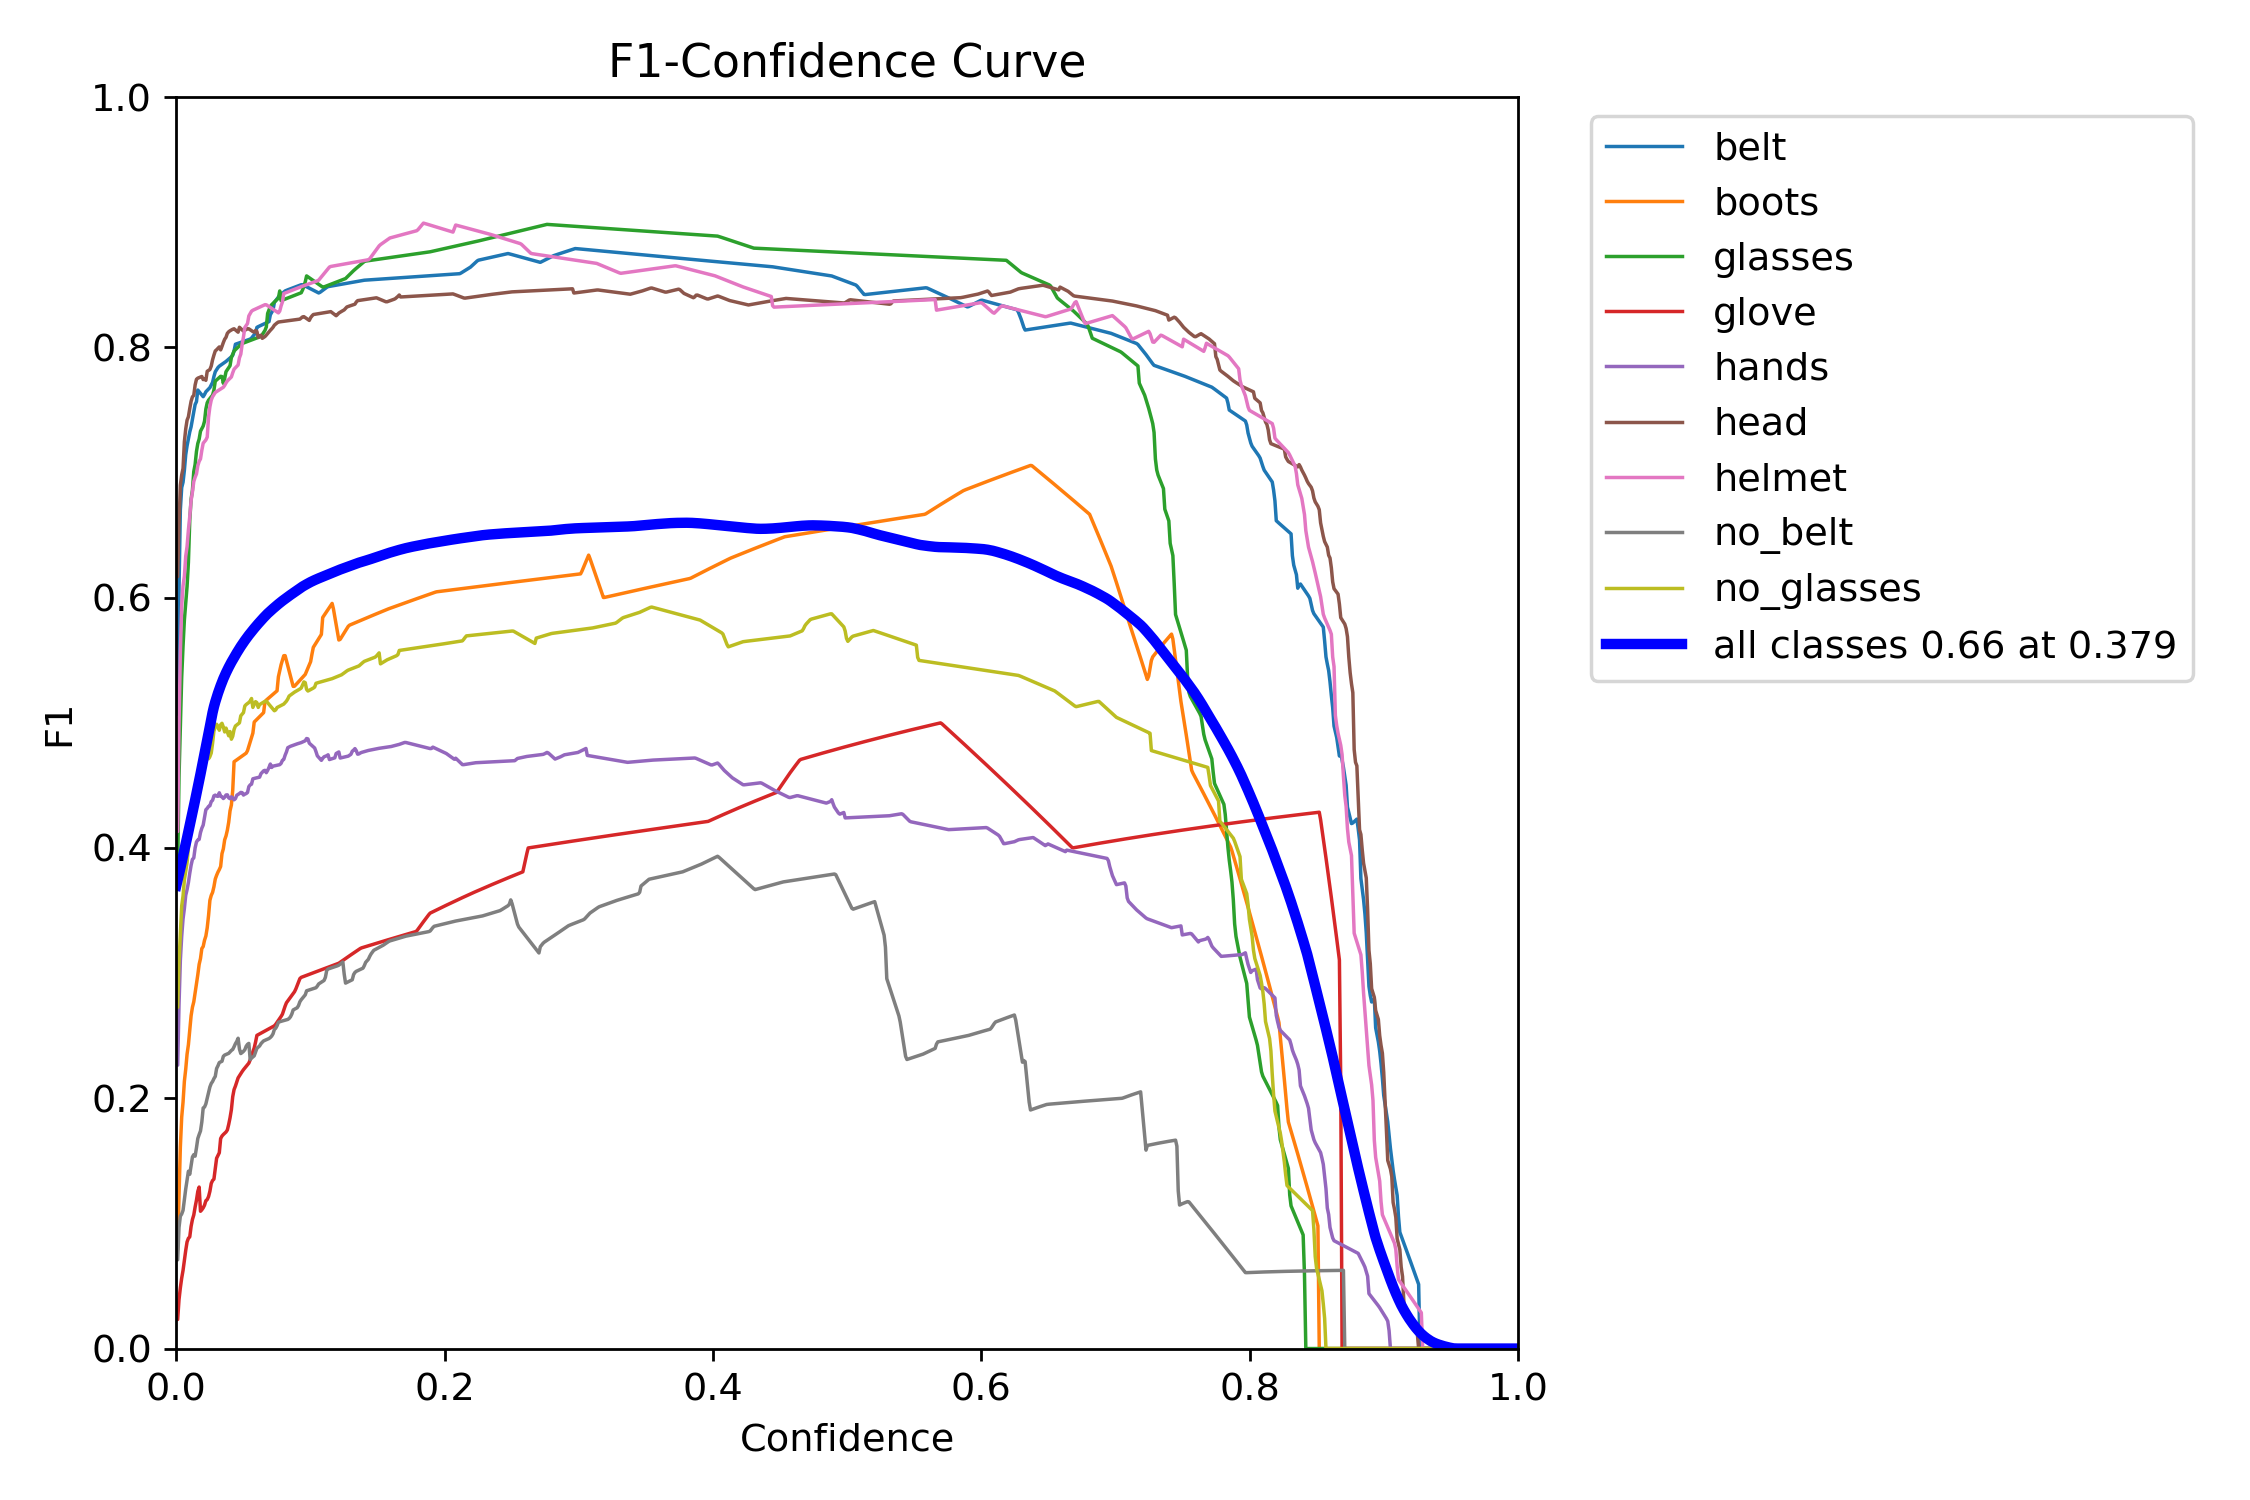 F1-Confidence Curve
1.0
0.8
0.6
0.4
0.2
0.0
F1
0.0 0.2 0.4 0.6 0.8 1.0
Confidence
belt
boots
glasses
glove
hands
head
helmet
no_belt
no_glasses
all classes 0.66 at 0.379